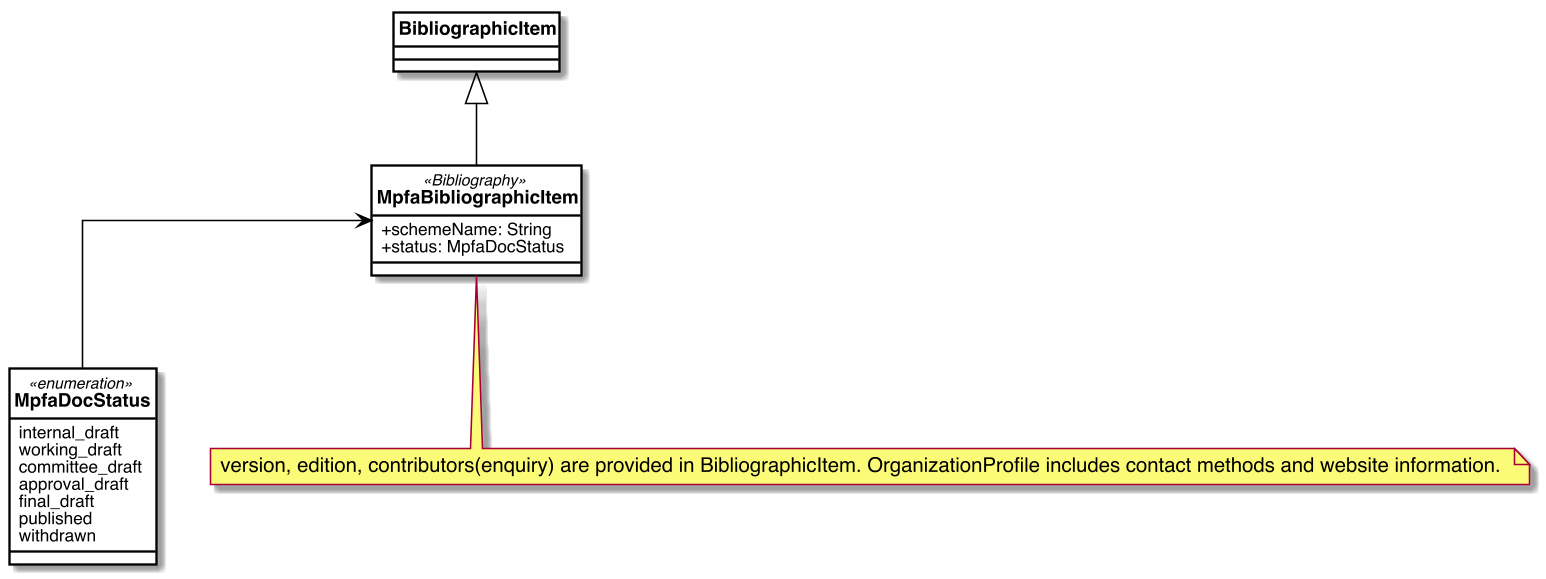 BibliographicItem
«Bibliography»
MpfaBibliographicItem
+schemeName: String
+status: MpfaDocStatus
«enumeration»
MpfaDocStatus
internal_draft
working_draft
committee_draft
approval_draft
final_draft
published
withdrawn
version, edition, contributors(enquiry) are provided in BibliographicItem. OrganizationProfile includes contact methods and website information.